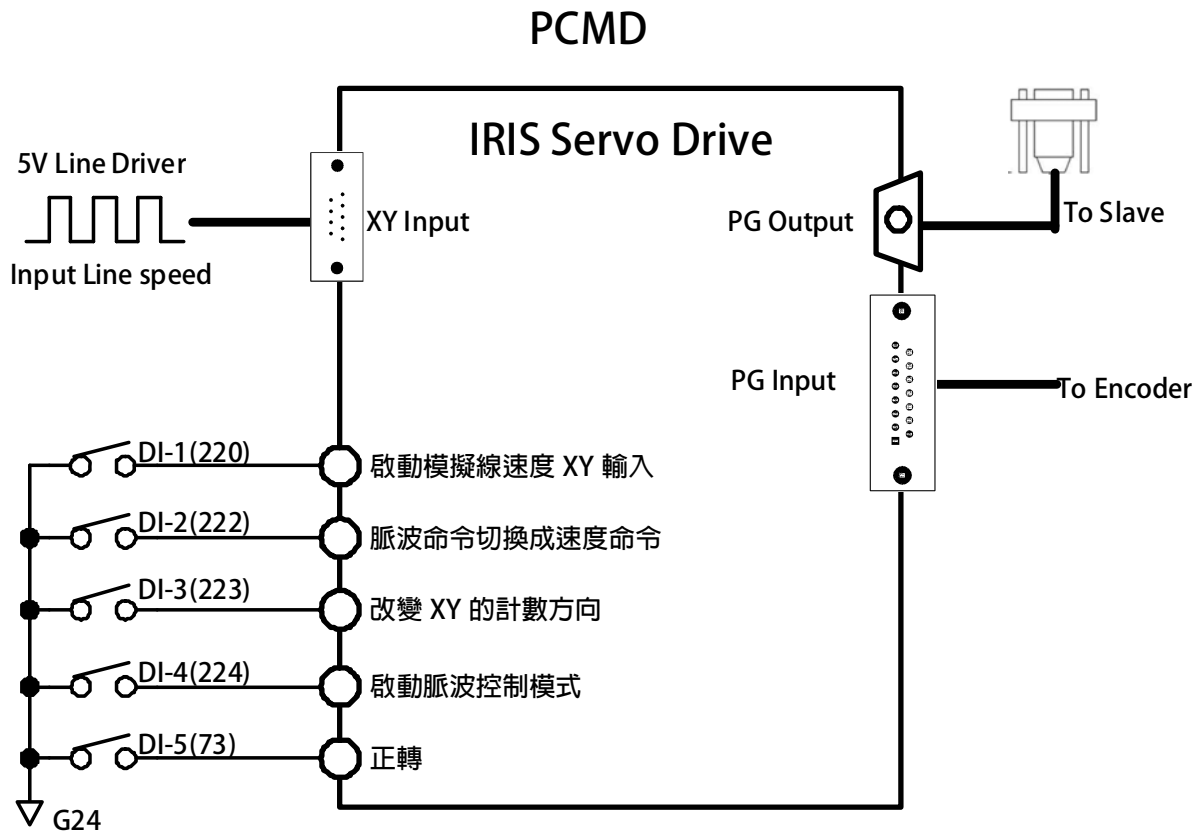 PCMD
IRIS Servo Drive
5V Line Driver
Input Line speed
XY Input
PG Output
To Slave
PG Input
To Encoder
DI-1(220)
啟動模擬線速度 XY 輸入
DI-2(222)
脈波命令切換成速度命令
DI-3(223)
改變 XY 的計數方向
DI-4(224)
啟動脈波控制模式
DI-5(73)
正轉
G24